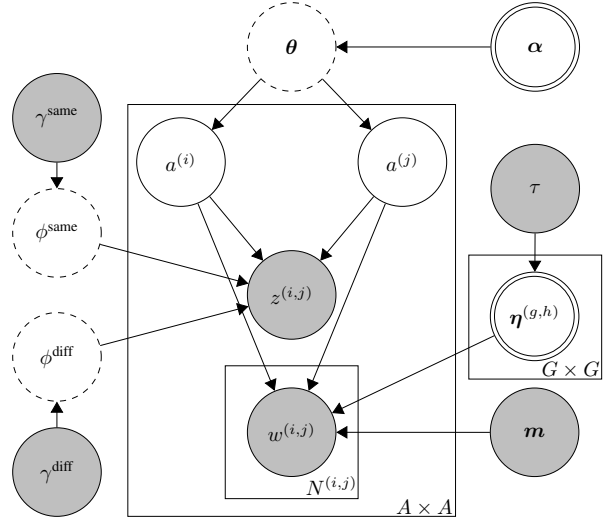 θ
α
γ^same
a^(i)
a^(j)
τ
φ^same
z^(i,j)
η^(g,h)
φ^diff
G × G
w^(i,j)
m
γ^diff
N^(i,j)
A × A